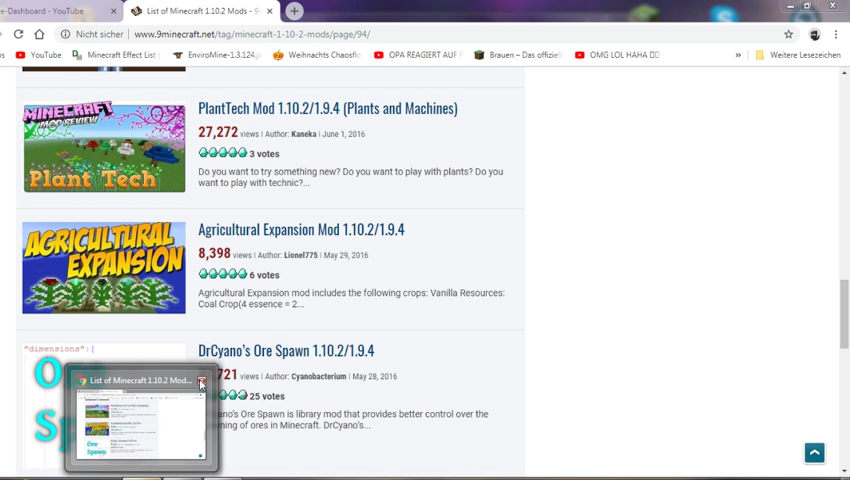 e-Dashboard - YouTube
List of Minecraft 1.10.2 Mods - 9
Nicht sicher | www.9minecraft.net/tag/minecraft-1-10-2-mods/page/94/
YouTube
Minecraft Effect List
EnviroMine-1.3.124.j
Weihnachts Chaosflo
OPA REAGIERT AUF
Brauen – Das offizie
OMG LOL HAHA
»
Weitere Lesezeichen
PlantTech Mod 1.10.2/1.9.4 (Plants and Machines)
27,272 views | Author: Kaneka | June 1, 2016
3 votes
Do you want to try something new? Do you want to play with plants? Do you
want to play with technic?...
MINECRAFT
MOD REVIEW
Plant Tech
Agricultural Expansion Mod 1.10.2/1.9.4
8,398 views | Author: Lionel775 | May 29, 2016
6 votes
Agricultural Expansion mod includes the following crops: Vanilla Resources:
Coal Crop(4 essence = 2...
AGRICULTURAL
EXPANSION
DrCyano's Ore Spawn 1.10.2/1.9.4
721 views | Author: Cyanobacterium | May 28, 2016
25 votes
ano's Ore Spawn is library mod that provides better control over the
wning of ores in Minecraft. DrCyano's...
"dimensions":[
List of Minecraft 1.10.2 Mod...
Ore
Spawn